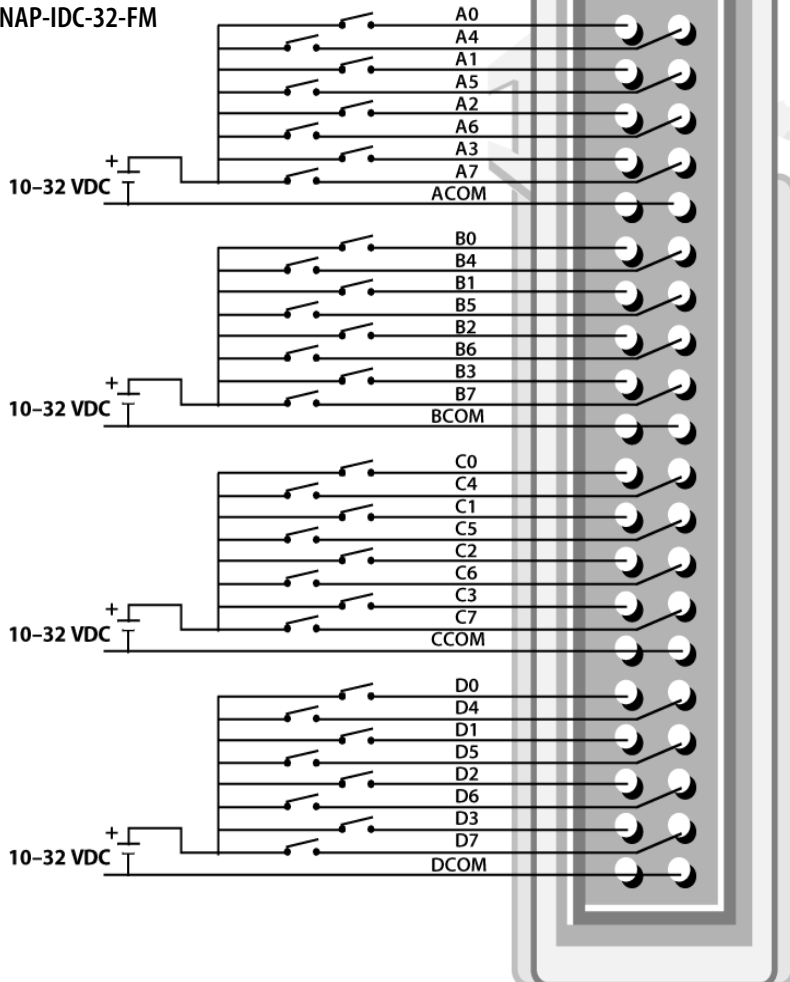 NAP-IDC-32-FM
A0
A4
A1
A5
A2
A6
A3
A7
+
10–32 VDC
ACOM
B0
B4
B1
B5
B2
B6
B3
B7
+
10–32 VDC
BCOM
C0
C4
C1
C5
C2
C6
C3
C7
+
10–32 VDC
CCOM
D0
D4
D1
D5
D2
D6
D3
D7
+
10–32 VDC
DCOM